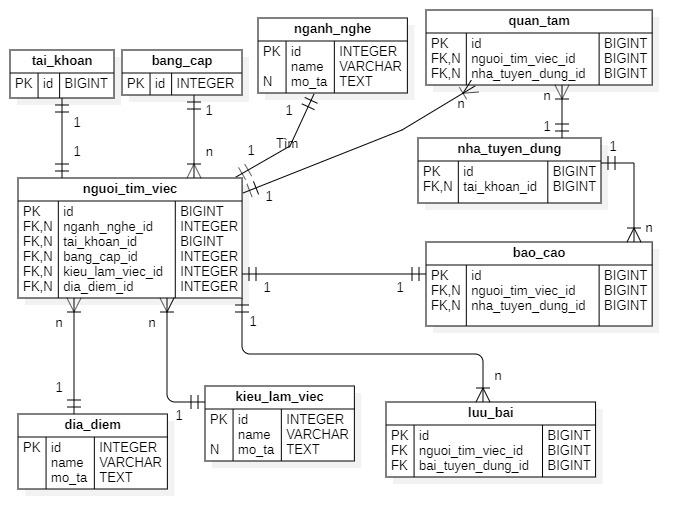 tai_khoan
PK id BIGINT
bang_cap
PK id INTEGER
nganh_nghe
PK id INTEGER
name VARCHAR
N mo_ta TEXT
quan_tam
PK id BIGINT
FK,N nguoi_tim_viec_id BIGINT
FK,N nha_tuyen_dung_id BIGINT
1
1
1
n
1
Tim
1
n
1
n
1
nha_tuyen_dung
PK id BIGINT
FK,N tai_khoan_id BIGINT
1
n
nguoi_tim_viec
PK id BIGINT
FK,N nganh_nghe_id INTEGER
FK,N tai_khoan_id BIGINT
FK,N bang_cap_id INTEGER
FK,N kieu_lam_viec_id INTEGER
FK,N dia_diem_id INTEGER
bao_cao
PK id BIGINT
FK,N nguoi_tim_viec_id BIGINT
FK,N nha_tuyen_dung_id BIGINT
1
1
n
n
1
1
1
n
dia_diem
PK id INTEGER
name VARCHAR
mo_ta TEXT
kieu_lam_viec
PK id INTEGER
name VARCHAR
N mo_ta TEXT
luu_bai
PK id BIGINT
FK nguoi_tim_viec_id BIGINT
FK bai_tuyen_dung_id BIGINT